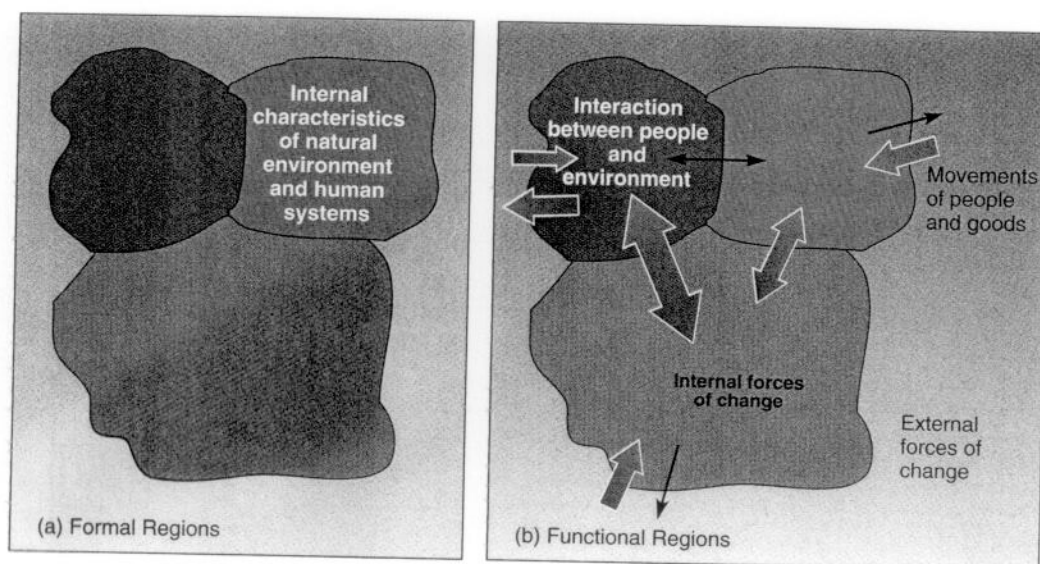 Internal
characteristics
of natural
environment
and human
systems
(a) Formal Regions
Interaction
between people
and
environment
Movements
of people
and goods
Internal forces
of change
External
forces of
change
(b) Functional Regions